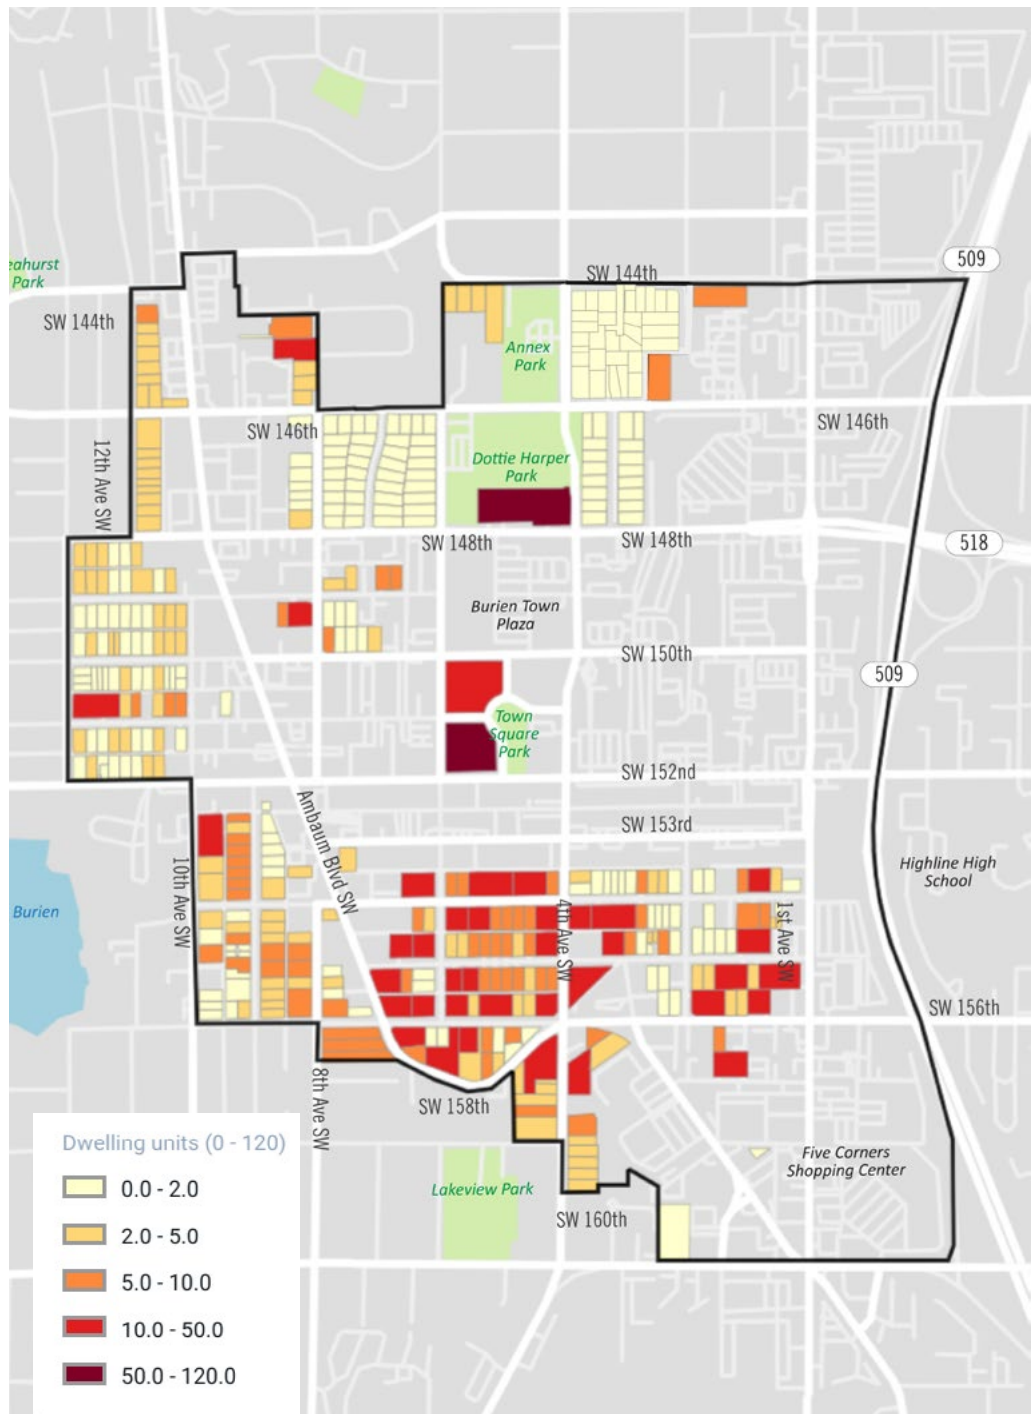 509
SW 144th
eahurst
Park
SW 144th
Annex
Park
SW 146th
SW 146th
12th Ave SW
Dottie Harper
Park
SW 148th
SW 148th
518
Burien Town
Plaza
SW 150th
509
Town
Square
Park
SW 152nd
Ambaum Blvd SW
SW 153rd
10th Ave SW
Highline High
School
Burien
4th Ave SW
1st Ave SW
SW 156th
8th Ave SW
SW 158th
Five Corners
Shopping Center
Lakeview Park
SW 160th
Dwelling units (0 - 120)
0.0 - 2.0
2.0 - 5.0
5.0 - 10.0
10.0 - 50.0
50.0 - 120.0